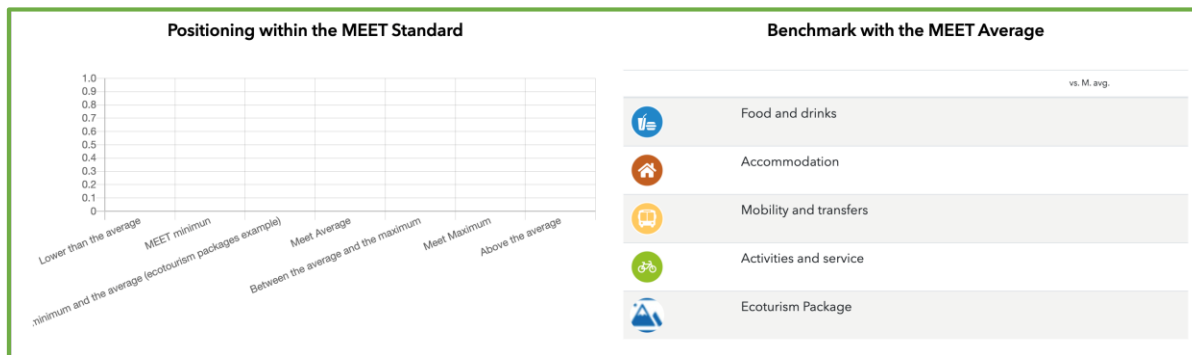 Positioning within the MEET Standard
1.0
0.9
0.8
0.7
0.6
0.5
0.4
0.3
0.2
0.1
0
Lower than the average
MEET minimun
minimum and the average (ecotourism packages example)
Meet Average
Between the average and the maximum
Meet Maximum
Above the average
Benchmark with the MEET Average
vs. M. avg.
Food and drinks
Accommodation
Mobility and transfers
Activities and service
Ecoturism Package